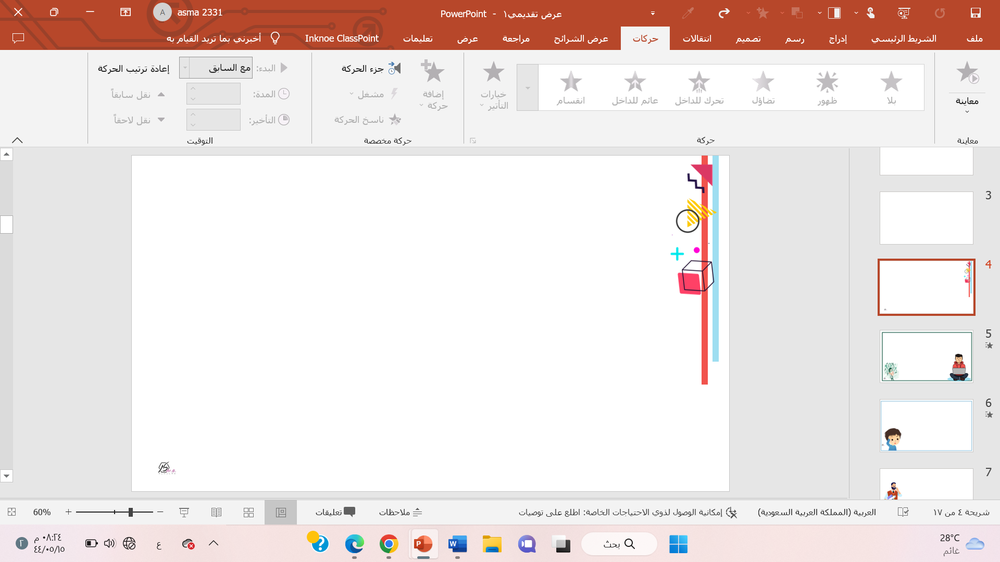 asma 2331
A
عرض تقديمي١ - PowerPoint
ملف
الشريط الرئيسي
إدراج
رسم
تصميم
انتقالات
حركات
عرض الشرائح
مراجعة
عرض
تعليمات
Inknoe ClassPoint
أخبرني بما تريد القيام به
معاينة
بلا
ظهور
تضاؤل
تحرك للداخل
عائم للداخل
انقسام
خيارات
التأثير
إضافة
حركة
جزء الحركة
مشغل
ناسخ الحركة
البدء:
مع السابق
المدة:
التأخير:
إعادة ترتيب الحركة
نقل سابقاً
نقل لاحقاً
معاينة
حركة
حركة مخصصة
التوقيت
3
4
5
6
7
شريحة ٤ من ١٧
العربية (المملكة العربية السعودية)
إمكانية الوصول لذوي الاحتياجات الخاصة: اطلع على توصيات
ملاحظات
تعليقات
60%
28°C
غائم
بحث
ع
٠٨:٢٤ م
٤٤/٠٥/١٥
٢